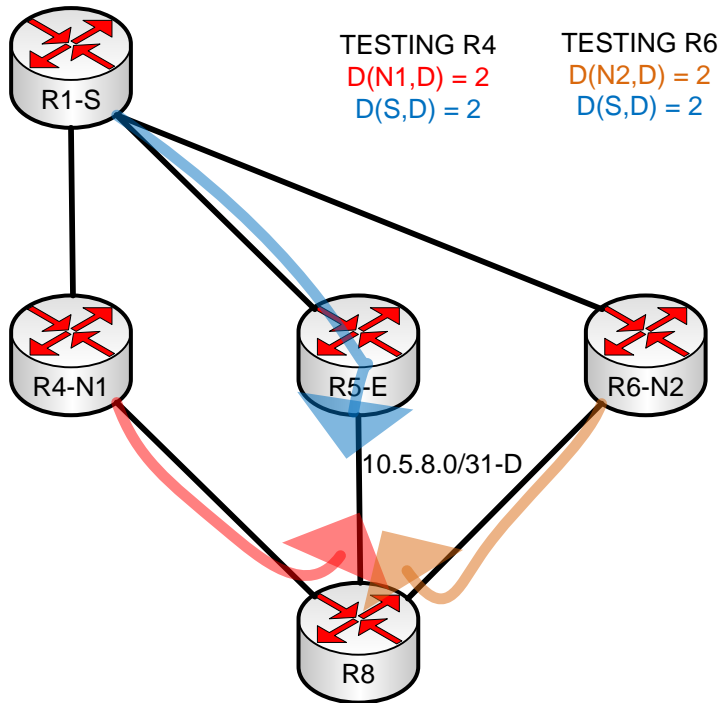 TESTING R4
D(N1,D) = 2
D(S,D) = 2
TESTING R6
D(N2,D) = 2
D(S,D) = 2
R1-S
R4-N1
R5-E
R6-N2
10.5.8.0/31-D
R8